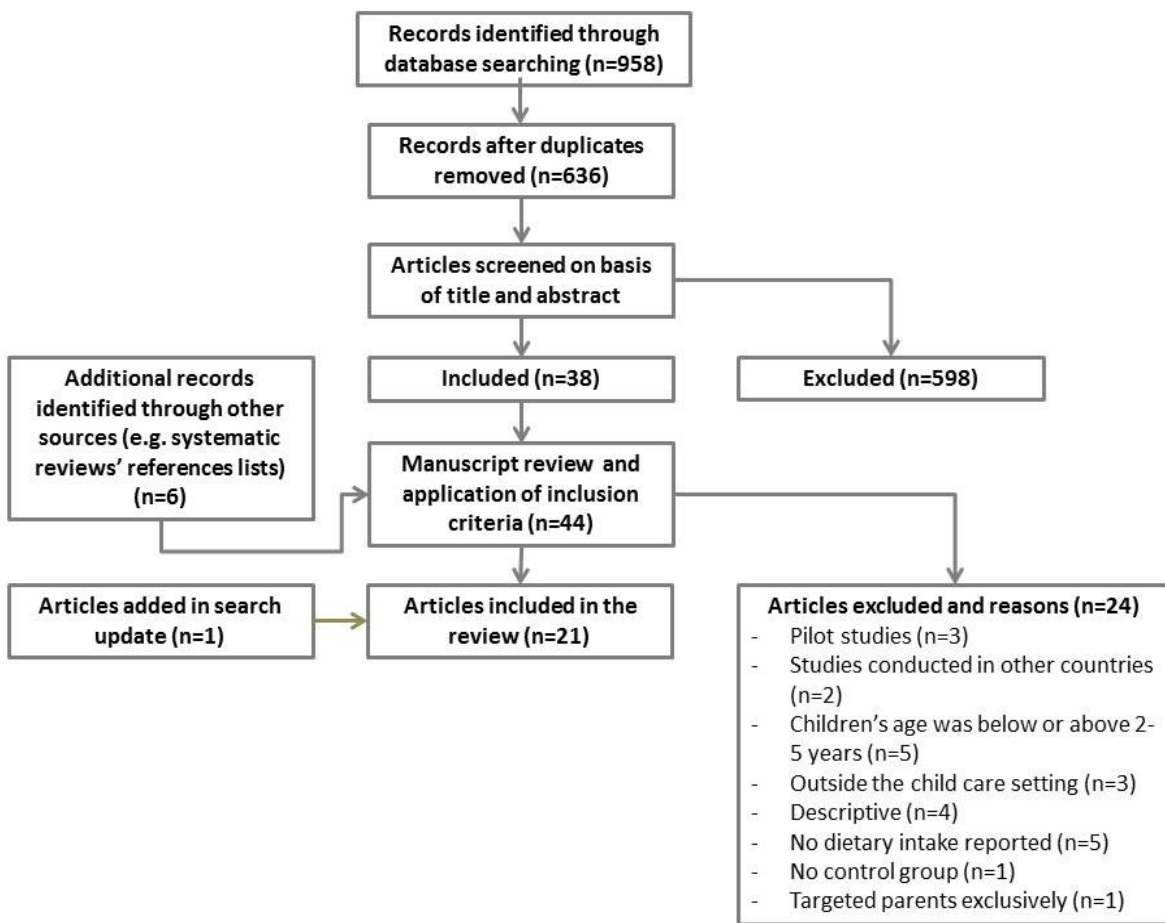 Records identified through
database searching (n=958)
Records after duplicates
removed (n=636)
Articles screened on basis
of title and abstract
Included (n=38)
Excluded (n=598)
Additional records
identified through other
sources (e.g. systematic
reviews’ references lists)
(n=6)
Manuscript review and
application of inclusion
criteria (n=44)
Articles added in search
update (n=1)
Articles included in the
review (n=21)
Articles excluded and reasons (n=24)
- Pilot studies (n=3)
- Studies conducted in other countries
(n=2)
- Children’s age was below or above 2-
5 years (n=5)
- Outside the child care setting (n=3)
- Descriptive (n=4)
- No dietary intake reported (n=5)
- No control group (n=1)
- Targeted parents exclusively (n=1)